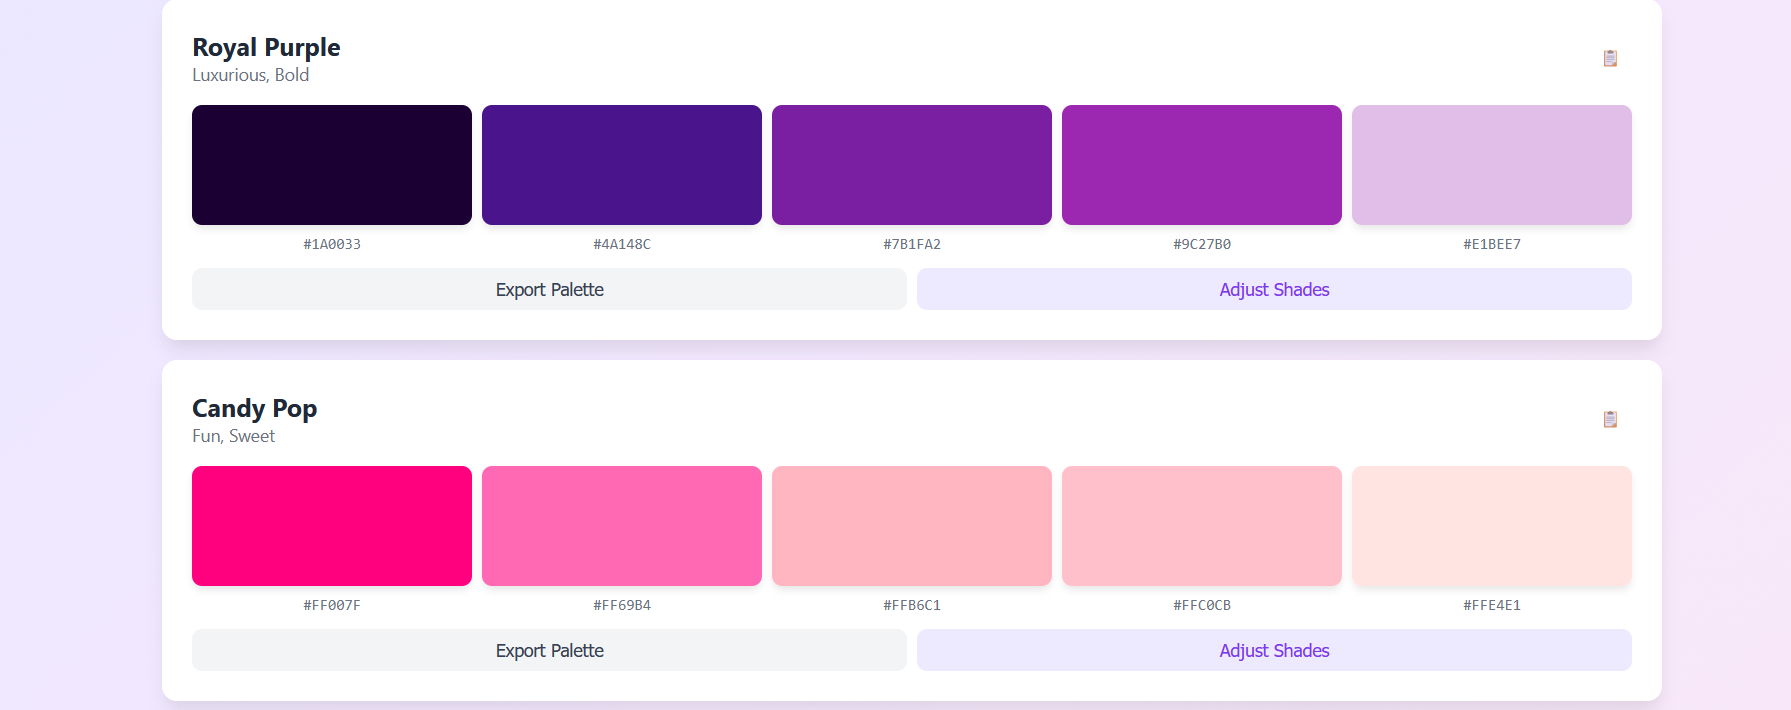 Royal Purple
Luxurious, Bold
#1A0033 #4A148C #7B1FA2 #9C27B0 #E1BEE7
Export Palette Adjust Shades
Candy Pop
Fun, Sweet
#FF007F #FF69B4 #FFB6C1 #FFC0CB #FFE4E1
Export Palette Adjust Shades